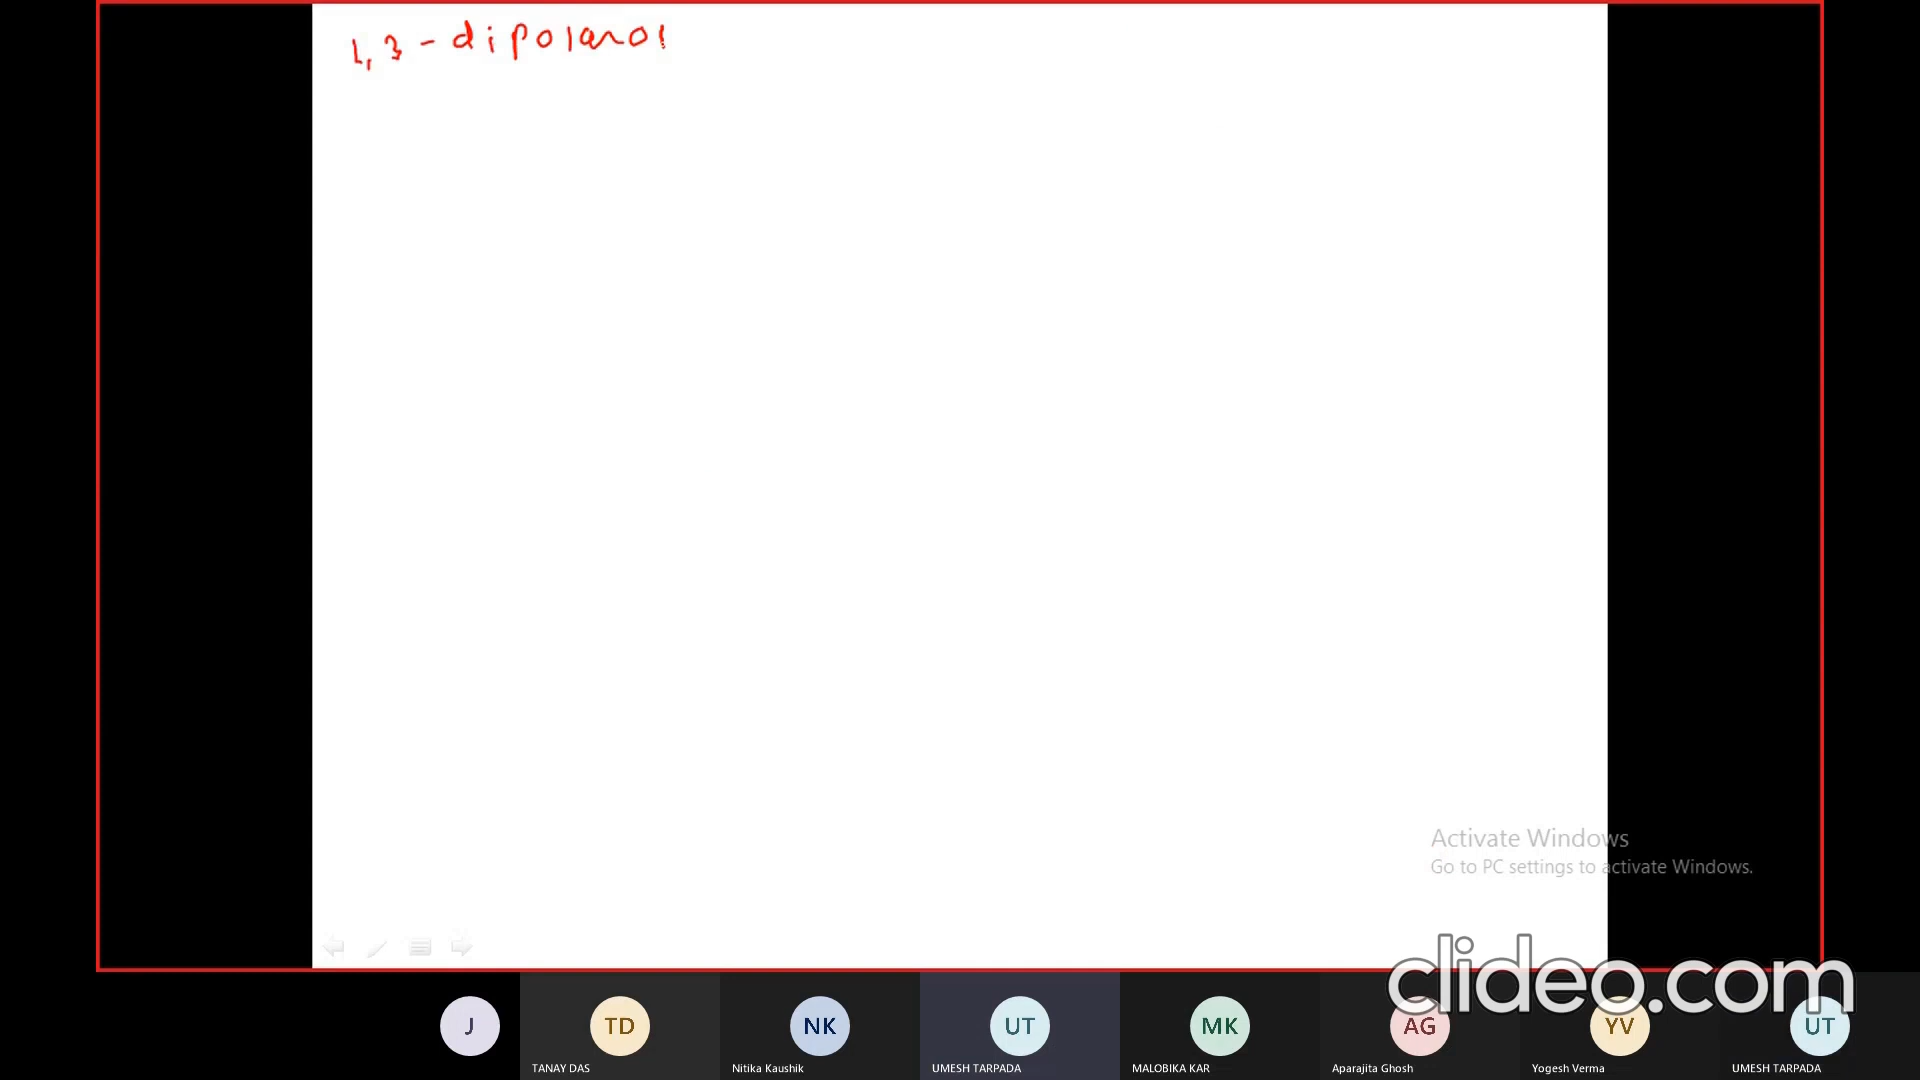 1,3-dipolarol
Activate Windows
Go to PC settings to activate Windows.
clideo.com
J
TD
NK
UT
MK
AG
YV
UT
TANAY DAS
Nitika Kaushik
UMESH TARPADA
MALOBIKA KAR
Aparajita Ghosh
Yogesh Verma
UMESH TARPADA